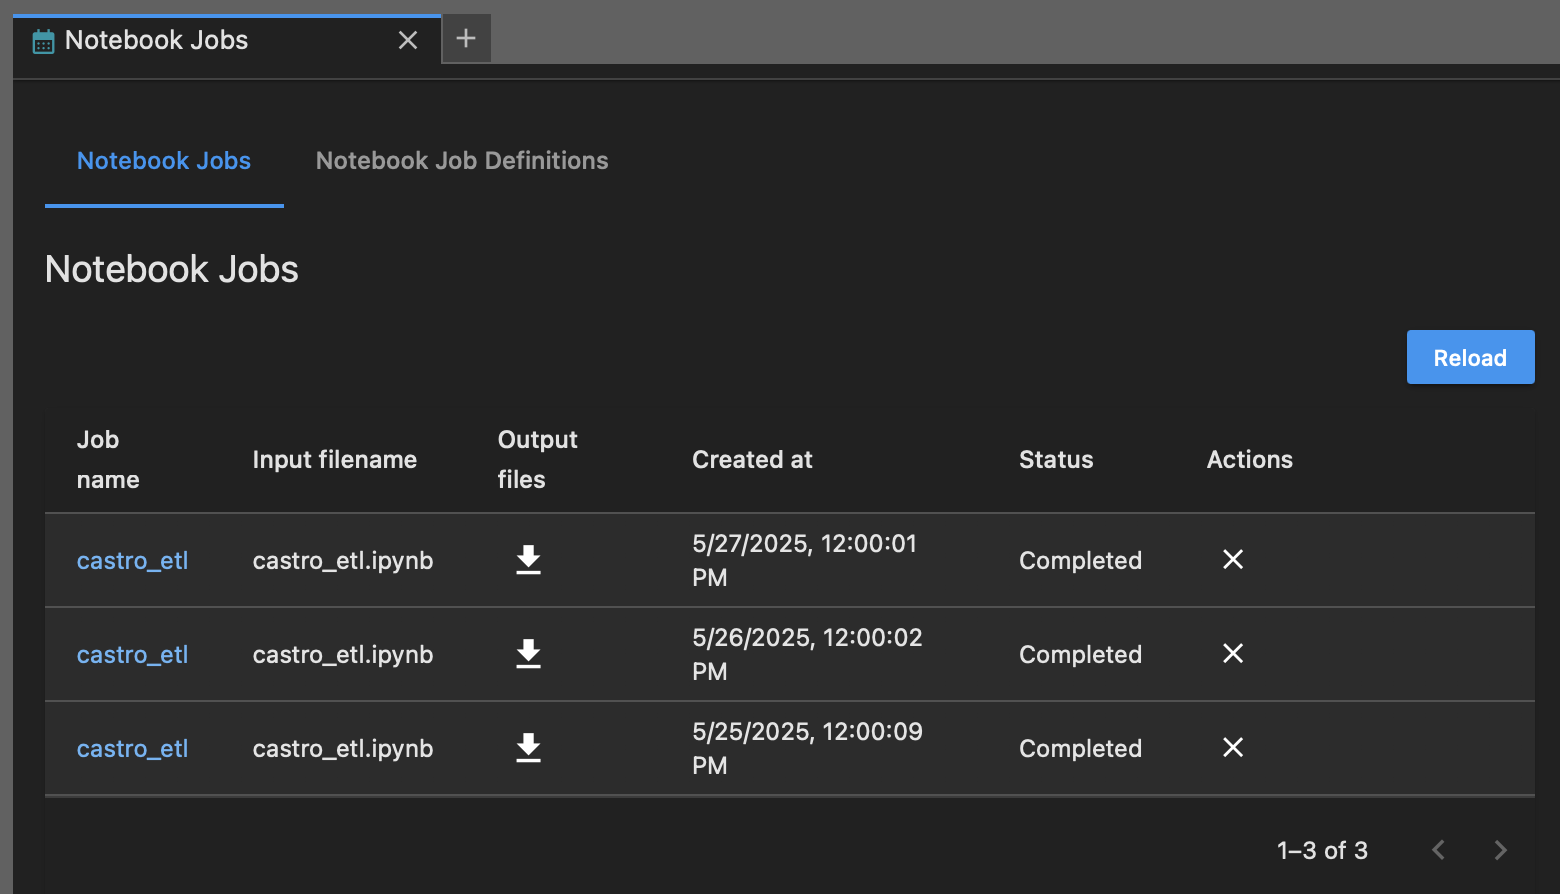 Notebook Jobs
Notebook Jobs Notebook Job Definitions
Notebook Jobs
Reload
Job name Input filename Output files Created at Status Actions
castro_etl castro_etl.ipynb 5/27/2025, 12:00:01 PM Completed
castro_etl castro_etl.ipynb 5/26/2025, 12:00:02 PM Completed
castro_etl castro_etl.ipynb 5/25/2025, 12:00:09 PM Completed
1–3 of 3